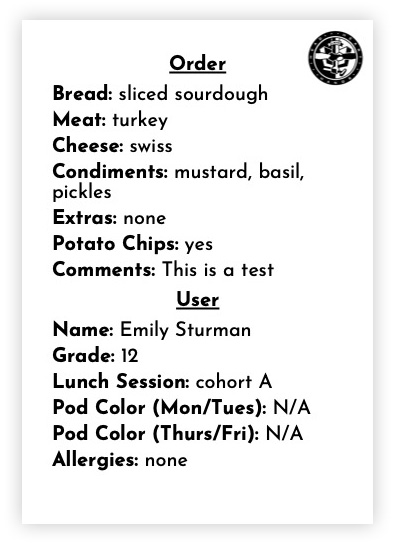 Order
Bread: sliced sourdough
Meat: turkey
Cheese: swiss
Condiments: mustard, basil,
pickles
Extras: none
Potato Chips: yes
Comments: This is a test
User
Name: Emily Sturman
Grade: 12
Lunch Session: cohort A
Pod Color (Mon/Tues): N/A
Pod Color (Thurs/Fri): N/A
Allergies: none